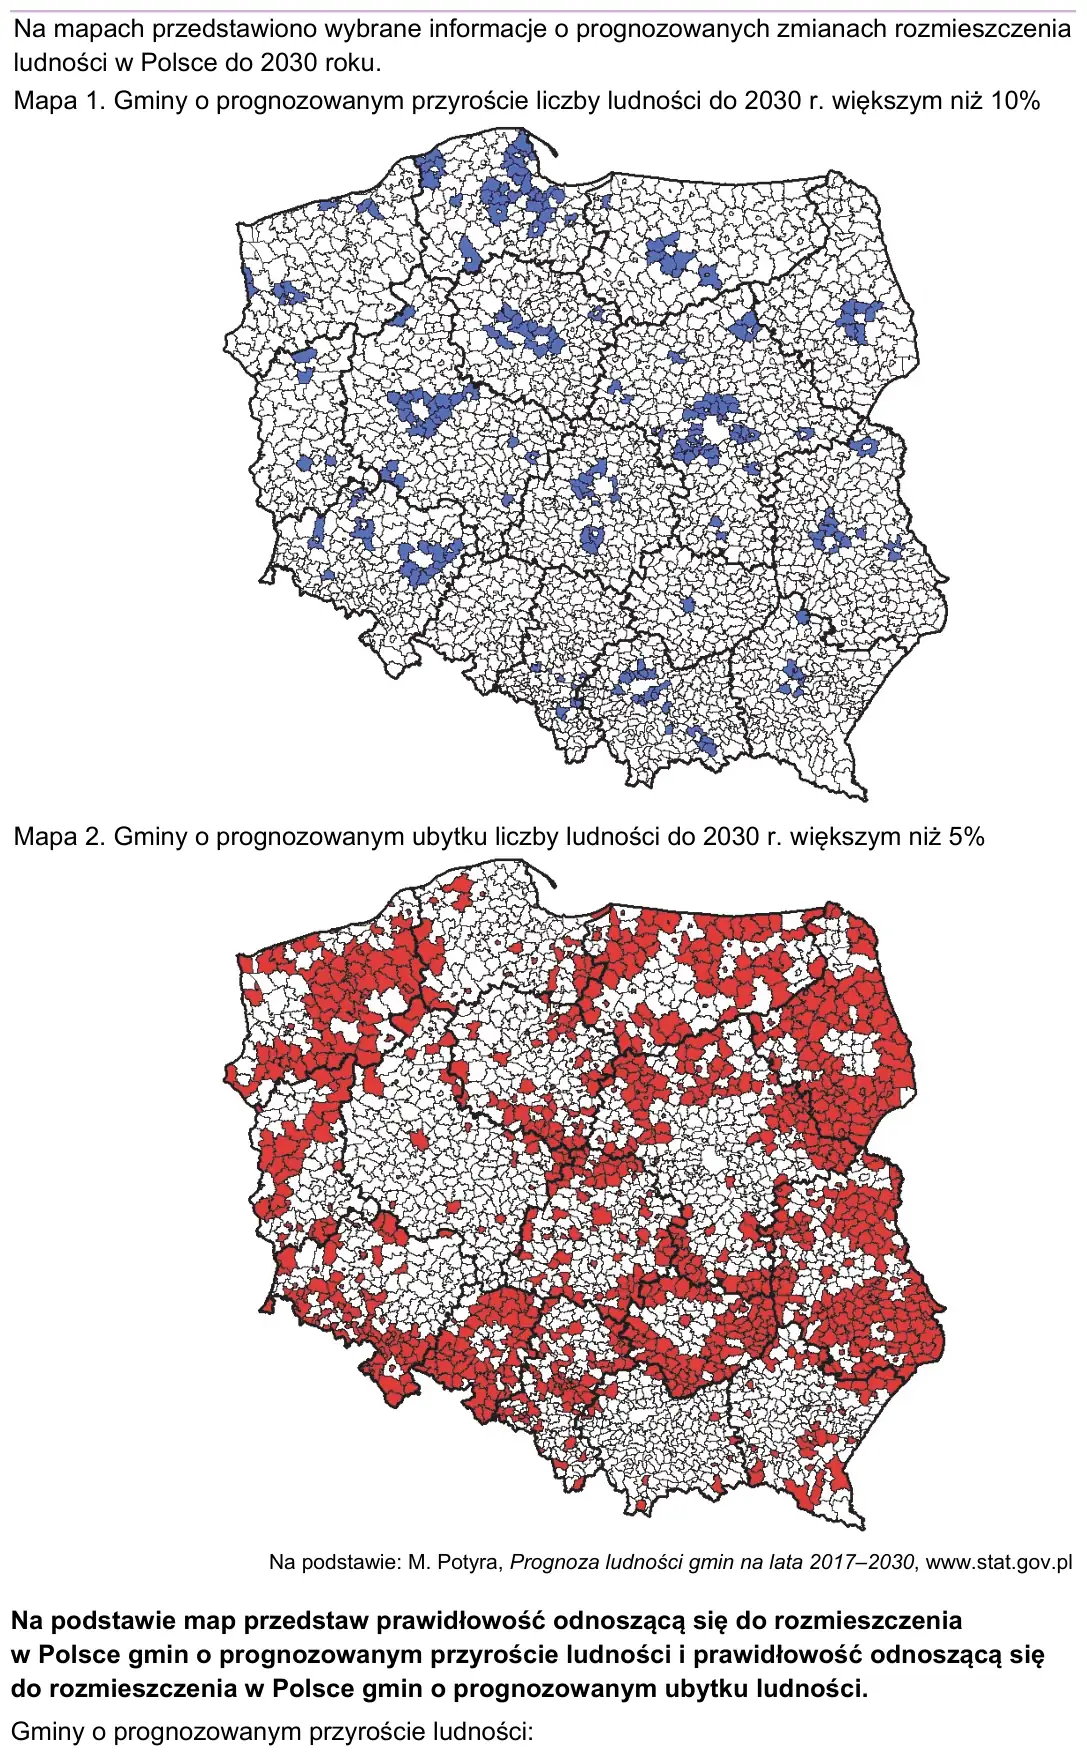 Na mapach przedstawiono wybrane informacje o prognozowanych zmianach rozmieszczenia
ludności w Polsce do 2030 roku.
Mapa 1. Gminy o prognozowanym przyroście liczby ludności do 2030 r. większym niż 10%
Mapa 2. Gminy o prognozowanym ubytku liczby ludności do 2030 r. większym niż 5%
Na podstawie: M. Potyra, Prognoza ludności gmin na lata 2017–2030, www.stat.gov.pl
Na podstawie map przedstaw prawidłowość odnoszącą się do rozmieszczenia
w Polsce gmin o prognozowanym przyroście ludności i prawidłowość odnoszącą się
do rozmieszczenia w Polsce gmin o prognozowanym ubytku ludności.
Gminy o prognozowanym przyroście ludności: